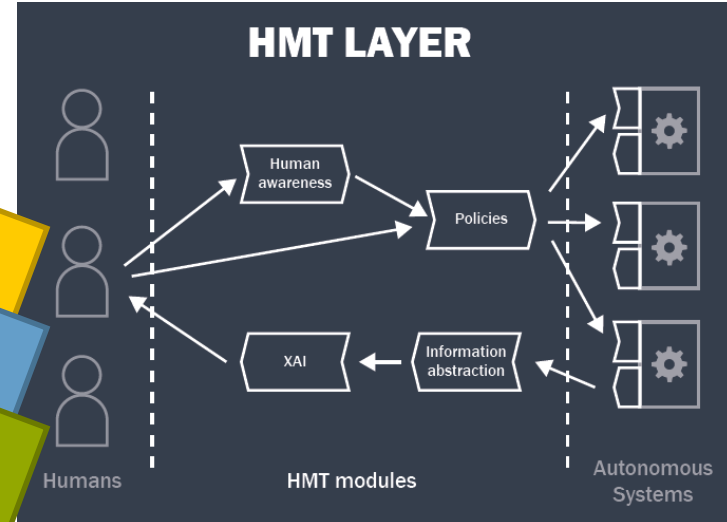 HMT LAYER
Human
awareness
Policies
XAI
Information
abstraction
Humans
HMT modules
Autonomous
Systems